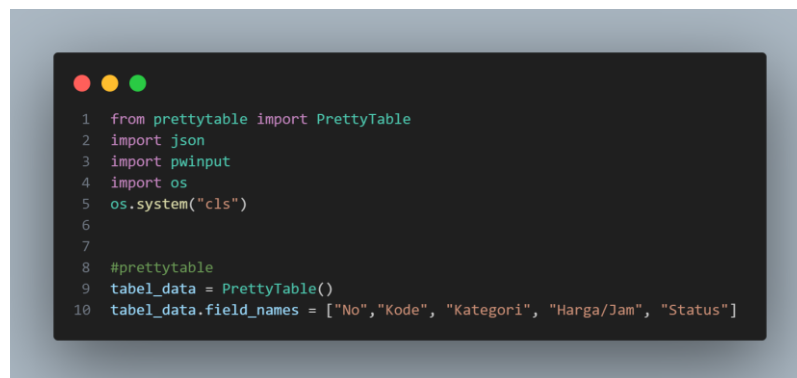 1 from prettytable import PrettyTable
2 import json
3 import pwinput
4 import os
5 os.system("cls")
6
7
8 #prettytable
9 tabel_data = PrettyTable()
10 tabel_data.field_names = ["No","Kode", "Kategori", "Harga/Jam", "Status"]